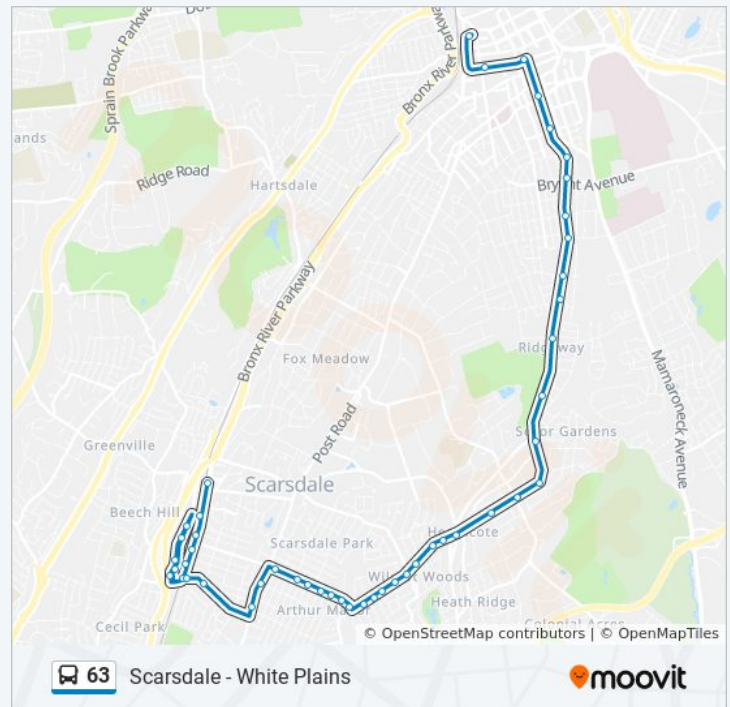 Sprain Brook Parkway
Bronx River Parkway
ands
Ridge Road
Hartsdale
Bryant Avenue
Bronx River Parkway
Fox Meadow
Ridgeway
Mamaroneck Avenue
Post Road
Greenville
Scarsdale
Beech Hill
Scarsdale Park
Heathcote
Wilmot Woods
Heath Ridge
Arthur Manor
Cecil Park
Colonial Acres
© OpenStreetMap contributors | © OpenMapTiles
63 Scarsdale - White Plains
moovit